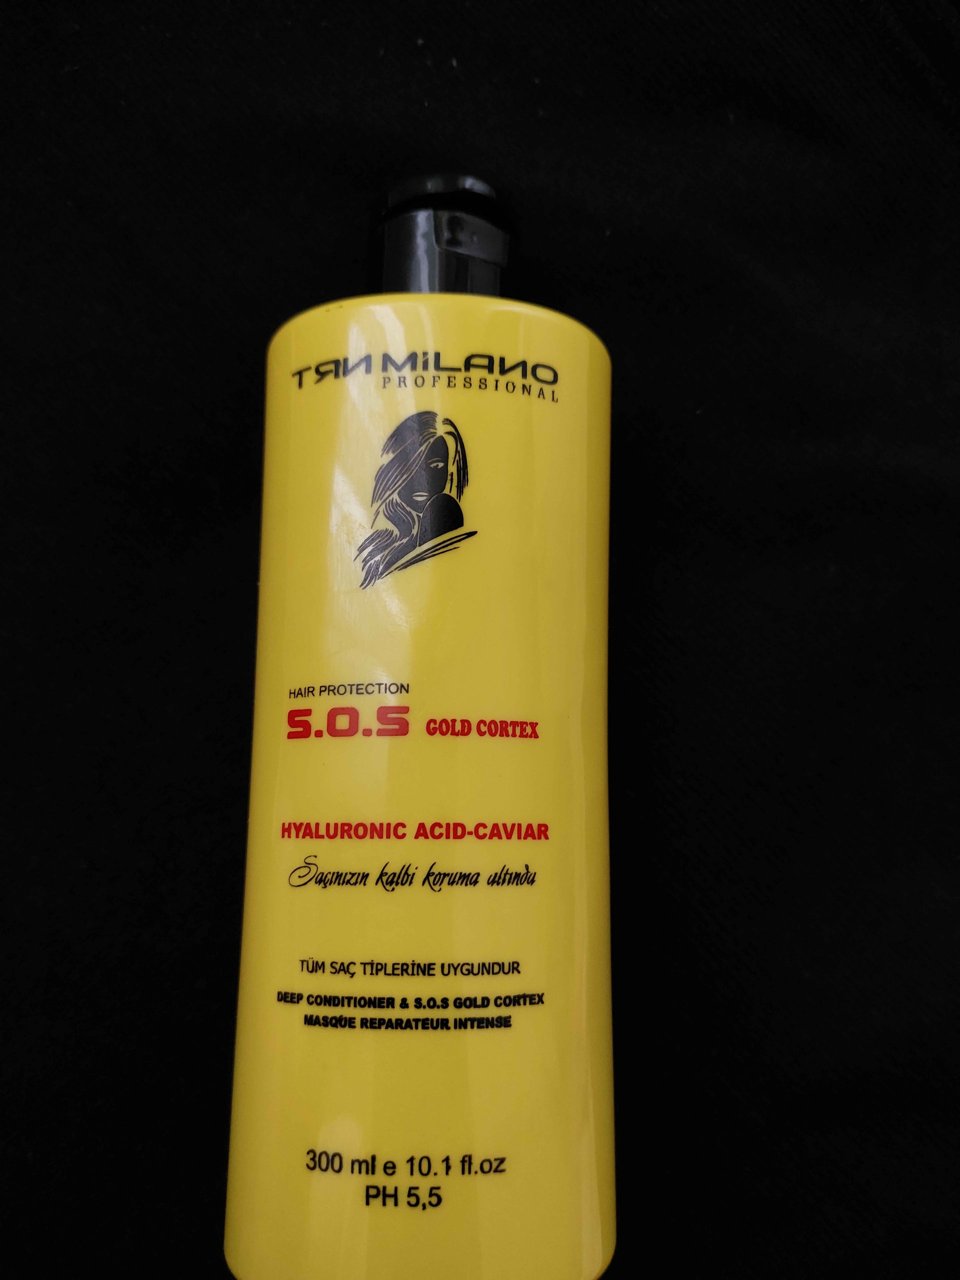 TRN MiLANO
PROFESSIONAL
HAIR PROTECTION
S.O.S GOLD CORTEX
HYALURONIC ACID-CAVIAR
Saçınızın kalbi koruma altında
TÜM SAÇ TİPLERİNE UYGUNDUR
DEEP CONDITIONER & S.O.S GOLD CORTEX
MASQUE REPARATEUR INTENSE
300 ml e 10.1 fl.oz
PH 5,5